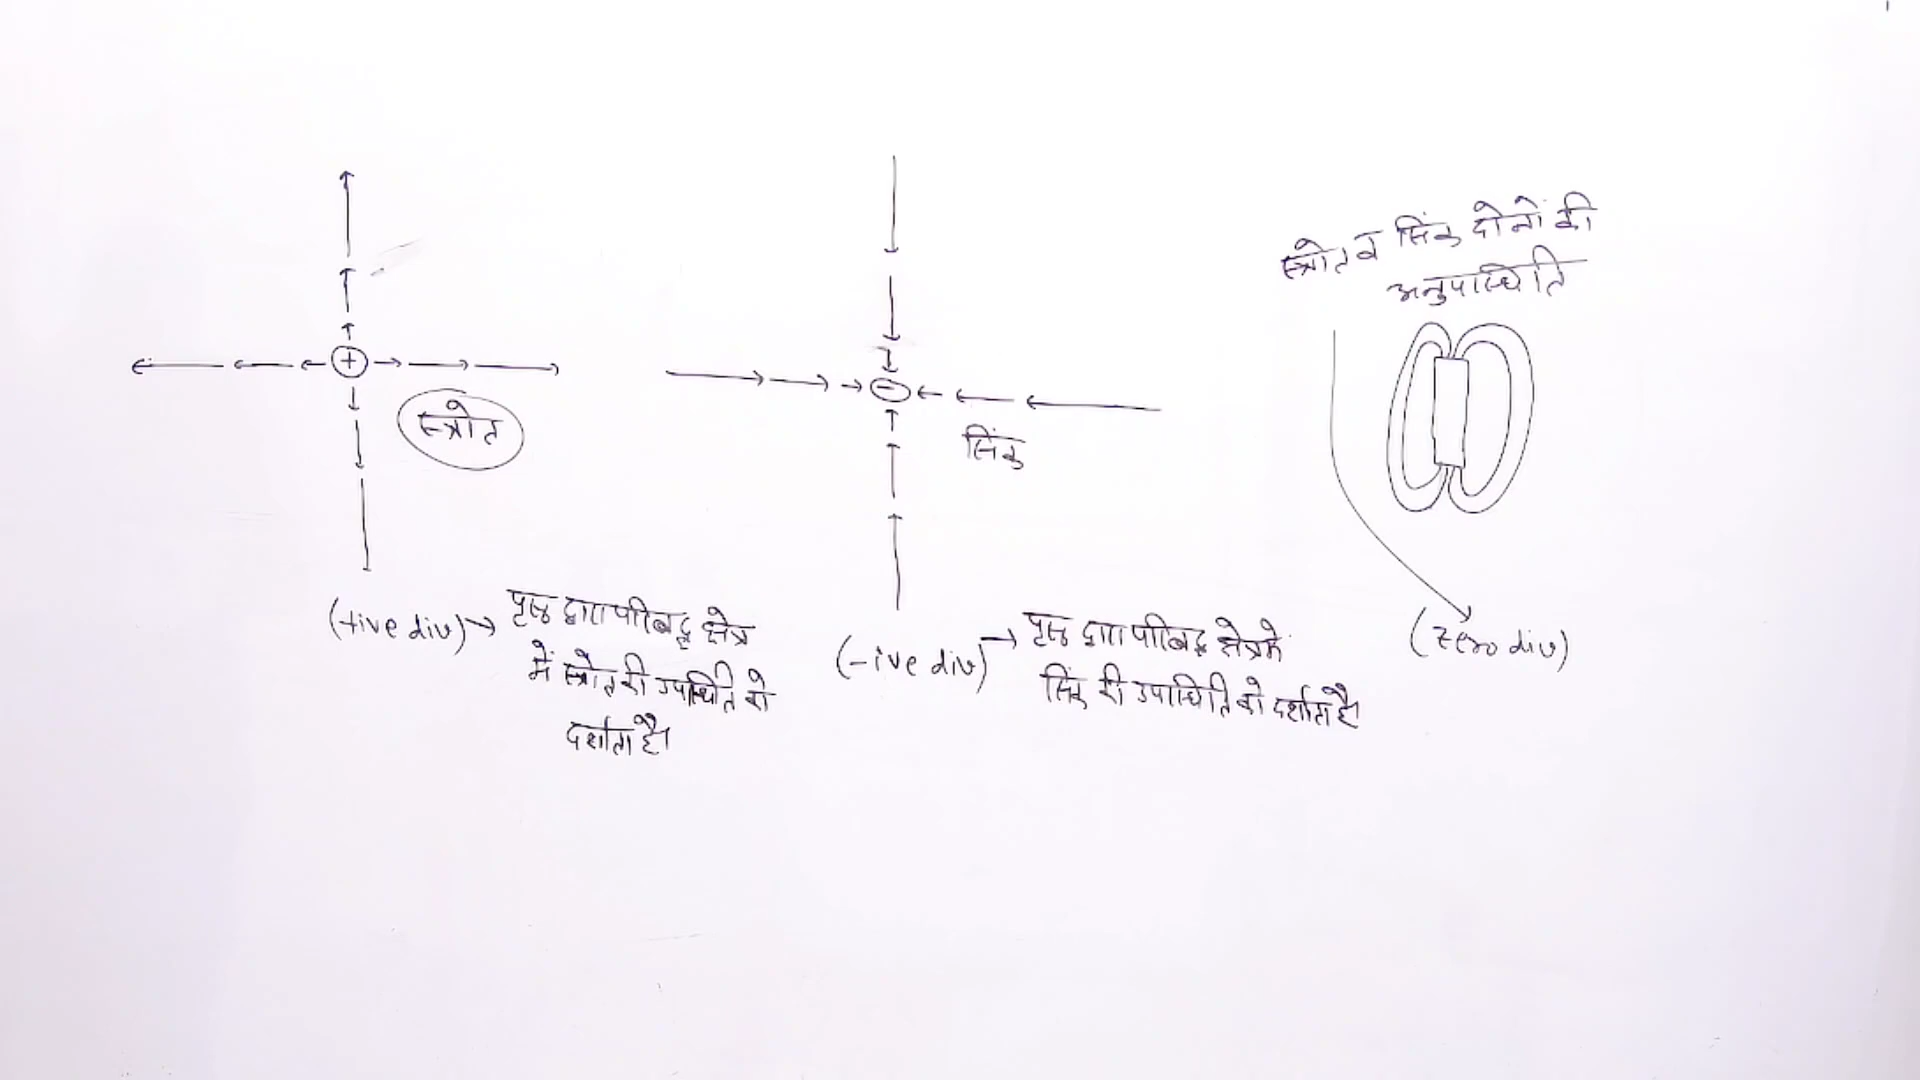 +
स्त्रोत
(+ive div) → पृष्ठ द्वारा परिबद्ध क्षेत्र
में स्त्रोत की उपस्थिति को
दर्शाता है।
-
सिंक
(-ive div) → पृष्ठ द्वारा परिबद्ध क्षेत्र में
सिंक की उपस्थिति को दर्शाता है।
स्त्रोत व सिंक दोनों की
अनुपस्थिति
(zero div)